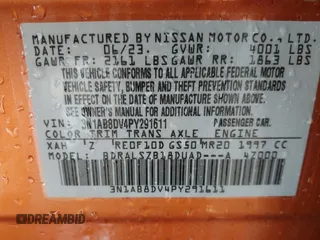 MANUFACTURED BY NISSAN MOTOR CO., LTD.
DATE: 06/23 GVWR: 4001 LBS
GAWR FR: 2161 LBS GAWR RR: 1863 LBS
THIS VEHICLE CONFORMS TO ALL APPLICABLE FEDERAL
MOTOR VEHICLE SAFETY, BUMPER, AND THEFT PREVENTION STANDARDS
IN EFFECT ON THE DATE OF MANUFACTURE SHOWN ABOVE.
SEE OWNER'S MANUAL FOR ADDITIONAL INFORMATION.
VIN: 3N1AB8DV4PY291611 PASSENGER CAR.
COLOR TRIM TRANS AXLE ENGINE
XAH Z RE0F10D GS50 MR20 1997 CC
MODEL: BDRALSZB18DUAD---A 47000
3N1AB8DV4PY291611
DREAMBID